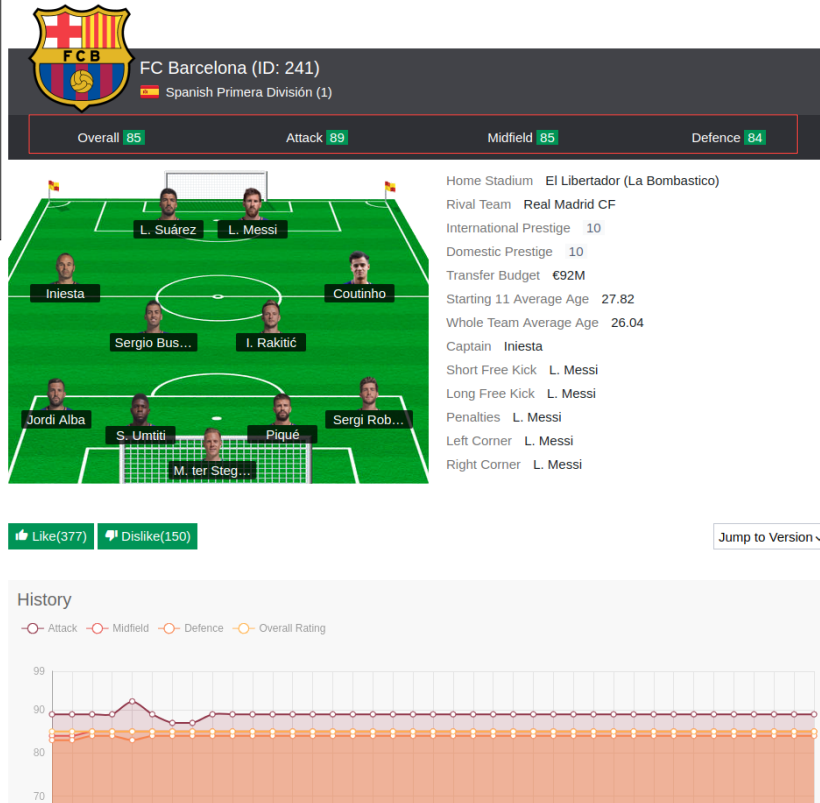 FCB
FC Barcelona (ID: 241)
Spanish Primera División (1)
Overall 85 Attack 89 Midfield 85 Defence 84
L. Suárez L. Messi
Iniesta Coutinho
Sergio Bus… I. Rakitić
Jordi Alba S. Umtiti Piqué Sergi Rob…
M. ter Steg…
Home Stadium El Libertador (La Bombastico)
Rival Team Real Madrid CF
International Prestige 10
Domestic Prestige 10
Transfer Budget €92M
Starting 11 Average Age 27.82
Whole Team Average Age 26.04
Captain Iniesta
Short Free Kick L. Messi
Long Free Kick L. Messi
Penalties L. Messi
Left Corner L. Messi
Right Corner L. Messi
Like(377) Dislike(150) Jump to Version
History
Attack Midfield Defence Overall Rating
99
90
80
70